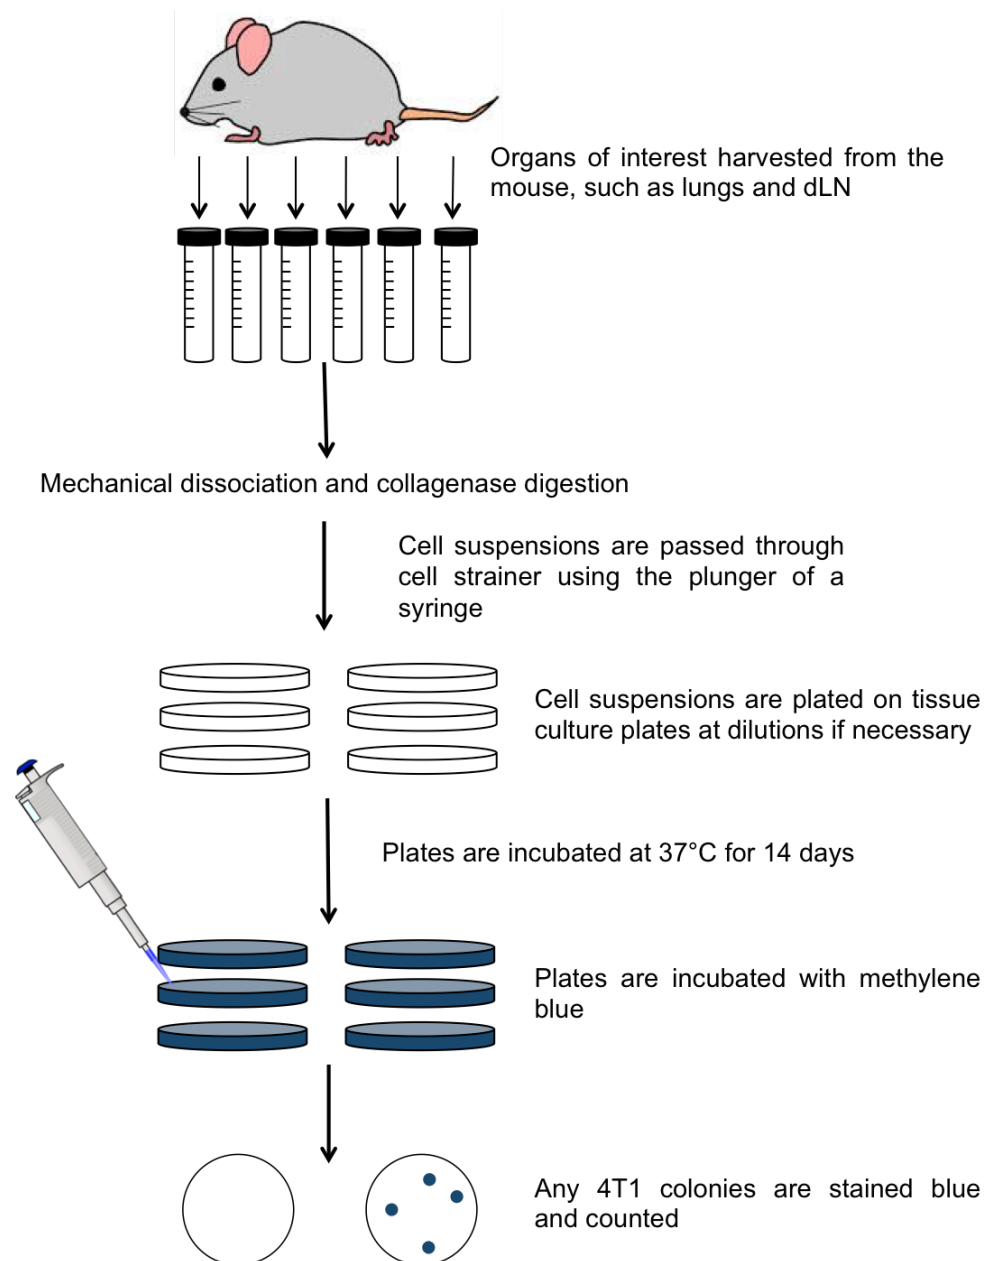 Organs of interest harvested from the
mouse, such as lungs and dLN
Mechanical dissociation and collagenase digestion
Cell suspensions are passed through
cell strainer using the plunger of a
syringe
Cell suspensions are plated on tissue
culture plates at dilutions if necessary
Plates are incubated at 37°C for 14 days
Plates are incubated with methylene
blue
Any 4T1 colonies are stained blue
and counted